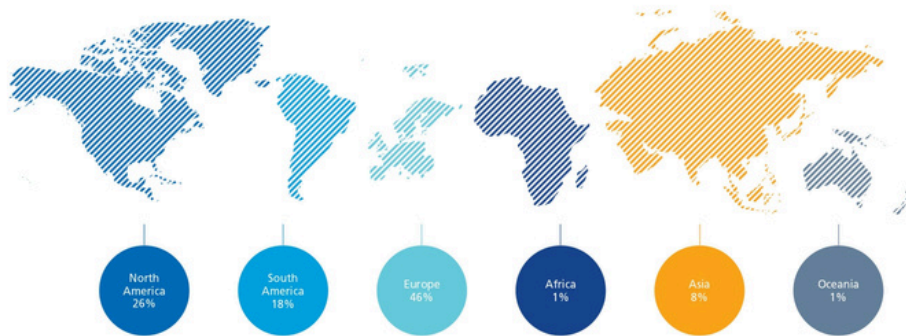 North
America
26%
South
America
18%
Europe
46%
Africa
1%
Asia
8%
Oceania
1%